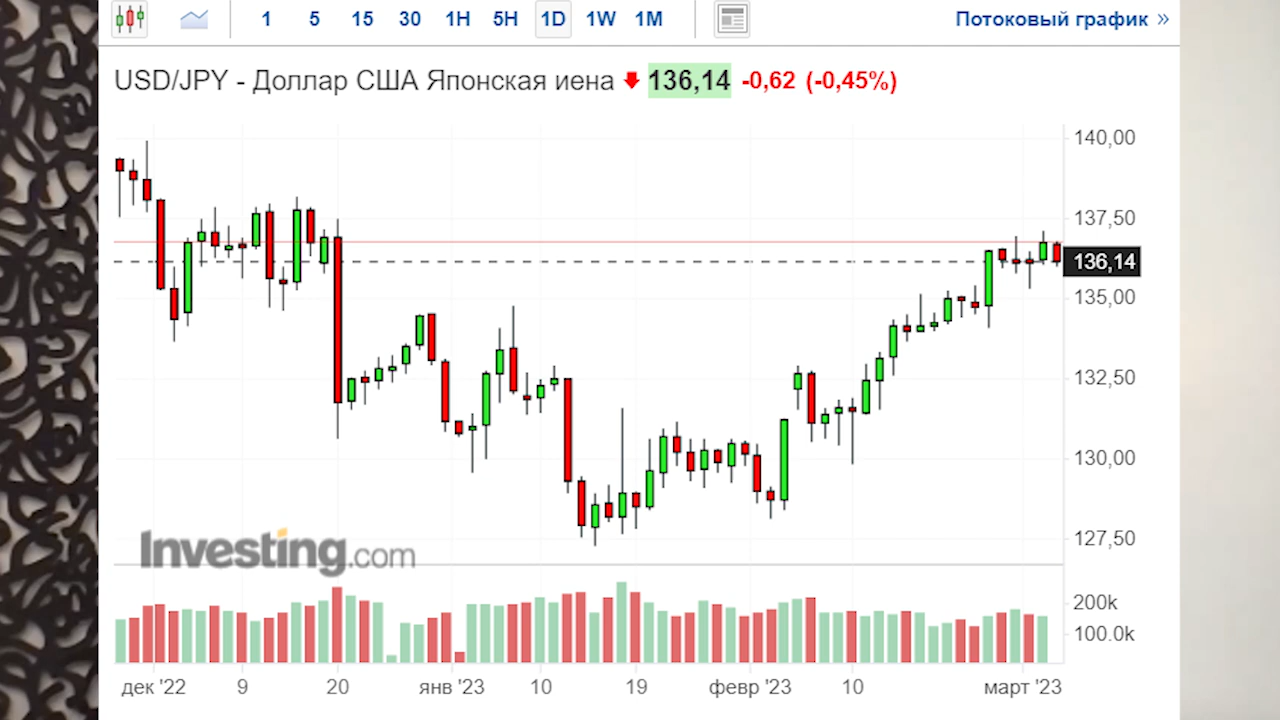 1 5 15 30 1H 5H 1D 1W 1M Потоковый график »
USD/JPY - Доллар США Японская иена 136,14 -0,62 (-0,45%)
140,00
137,50
136,14
135,00
132,50
130,00
127,50
Investing.com
200k
100.0k
дек '22 9 20 янв '23 10 19 февр '23 10 март '23